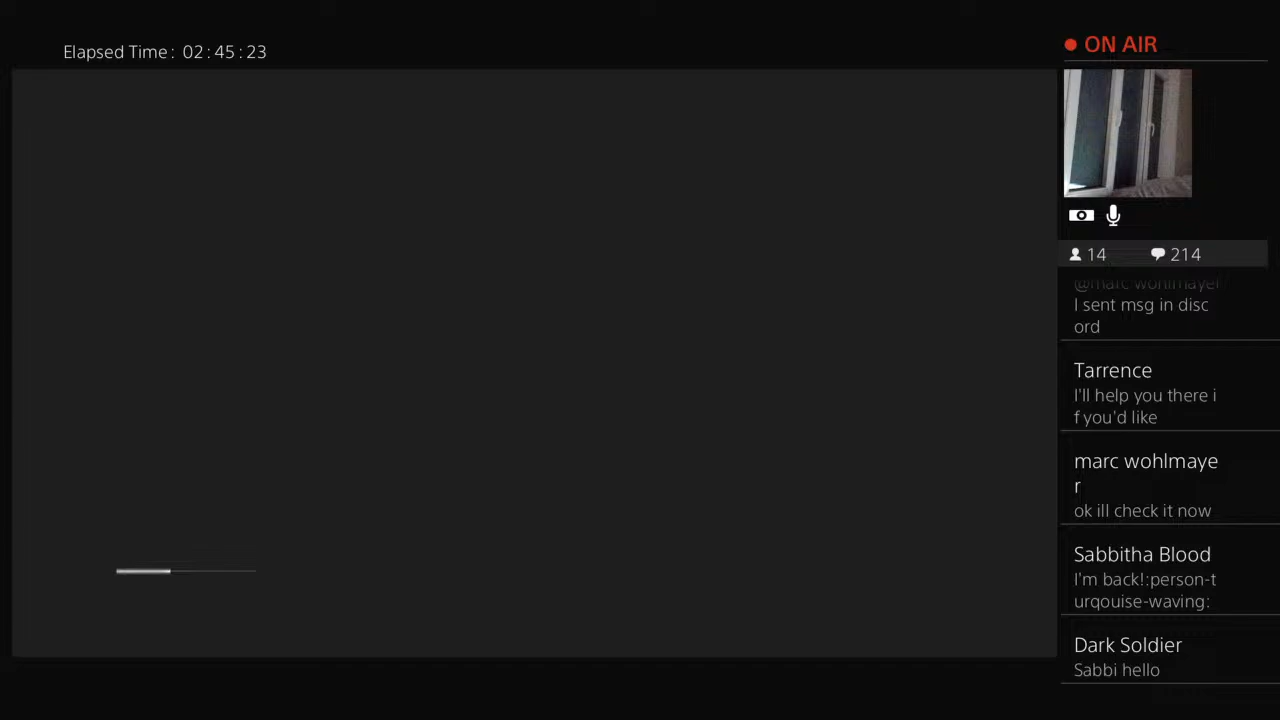 Elapsed Time: 02:45:23
ON AIR
14 214
@marc wohlmayer
I sent msg in disc
ord
Tarrence
I'll help you there i
f you'd like
marc wohlmaye
r
ok ill check it now
Sabbitha Blood
I'm back!:person-t
urqouise-waving:
Dark Soldier
Sabbi hello